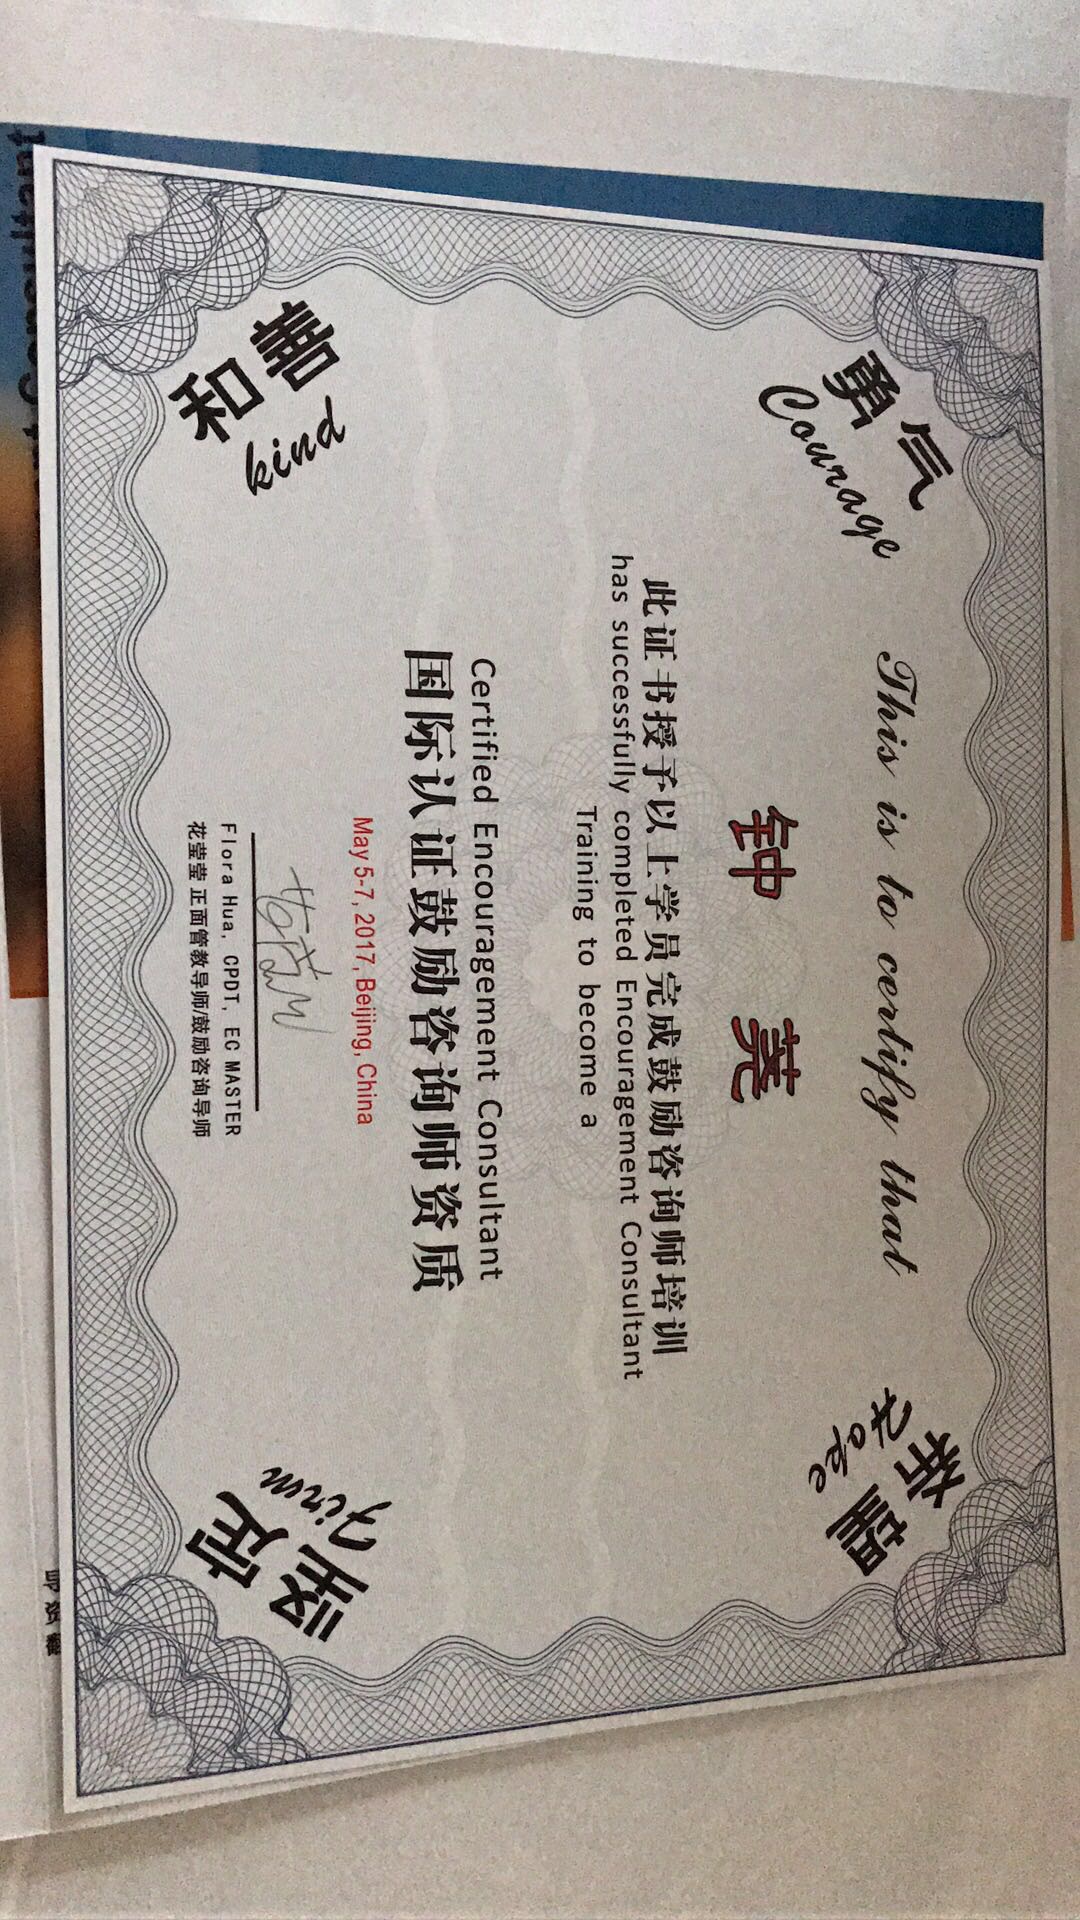 勇气
Courage
希望
Hope
This is to certify that
钟 荛
此证书授予以上学员完成鼓励咨询师培训
has successfully completed Encouragement Consultant
Training to become a
Certified Encouragement Consultant
国际认证鼓励咨询师资质
May 5-7, 2017, Beijing, China
Flora Hua, CPDT, EC MASTER
花莹莹 正面管教导师/鼓励咨询导师
和善
kind
坚定
Firm